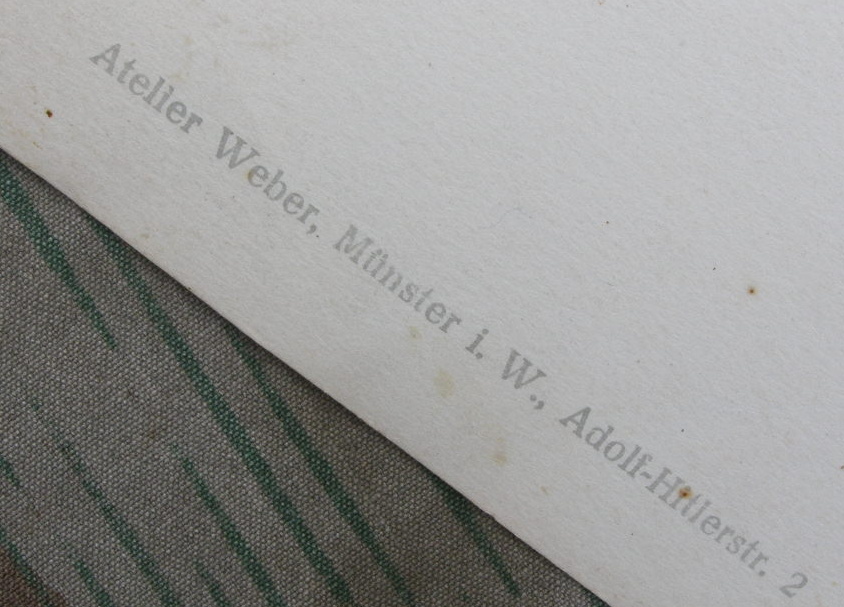 Atelier Weber, Münster i. W., Adolf-Hitlerstr. 2